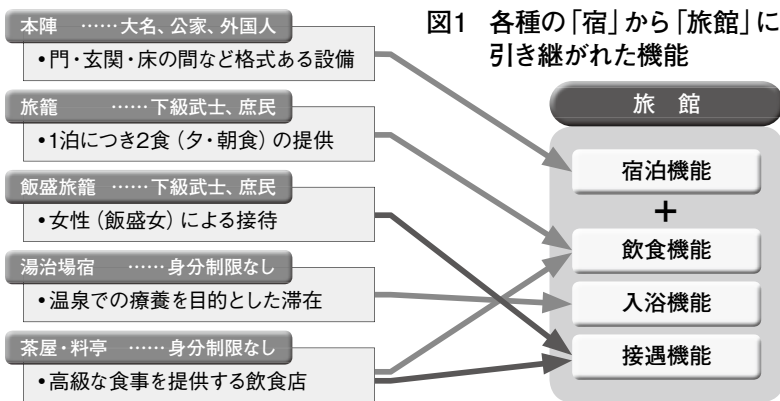 図1 各種の「宿」から「旅館」に
引き継がれた機能
本陣 ……大名、公家、外国人
•門・玄関・床の間など格式ある設備
旅籠 ……下級武士、庶民
•1泊につき2食（夕・朝食）の提供
飯盛旅籠 ……下級武士、庶民
•女性（飯盛女）による接待
湯治場宿 ……身分制限なし
•温泉での療養を目的とした滞在
茶屋・料亭 ……身分制限なし
•高級な食事を提供する飲食店
旅 館
宿泊機能
+
飲食機能
入浴機能
接遇機能